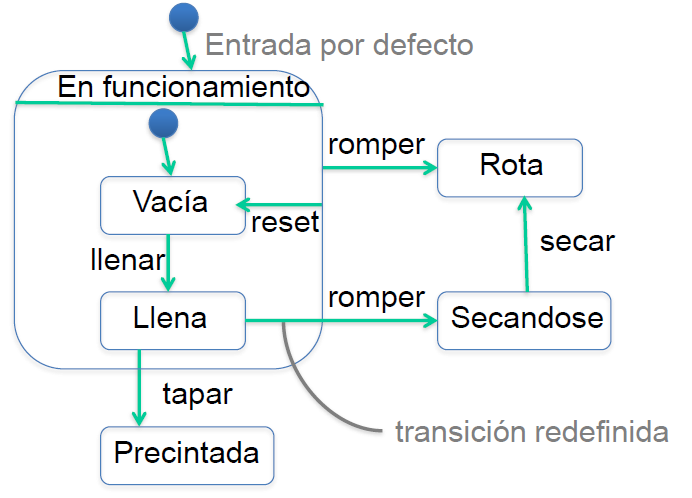 Entrada por defecto
En funcionamiento
romper
Rota
Vacía
reset
secar
llenar
romper
Llena
Secandose
tapar
transición redefinida
Precintada